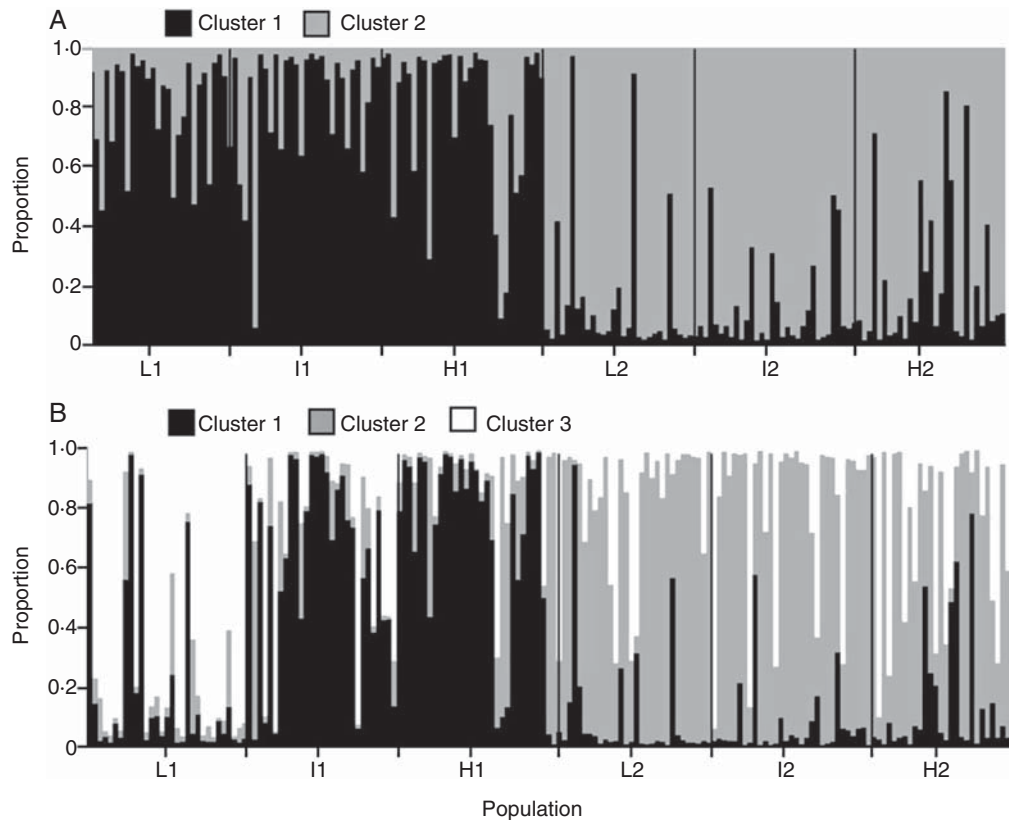 A
Cluster 1 Cluster 2
1·0
0·8
0·6
0·4
0·2
0
Proportion
L1 I1 H1 L2 I2 H2
B
Cluster 1 Cluster 2 Cluster 3
1·0
0·8
0·6
0·4
0·2
0
Proportion
L1 I1 H1 L2 I2 H2
Population